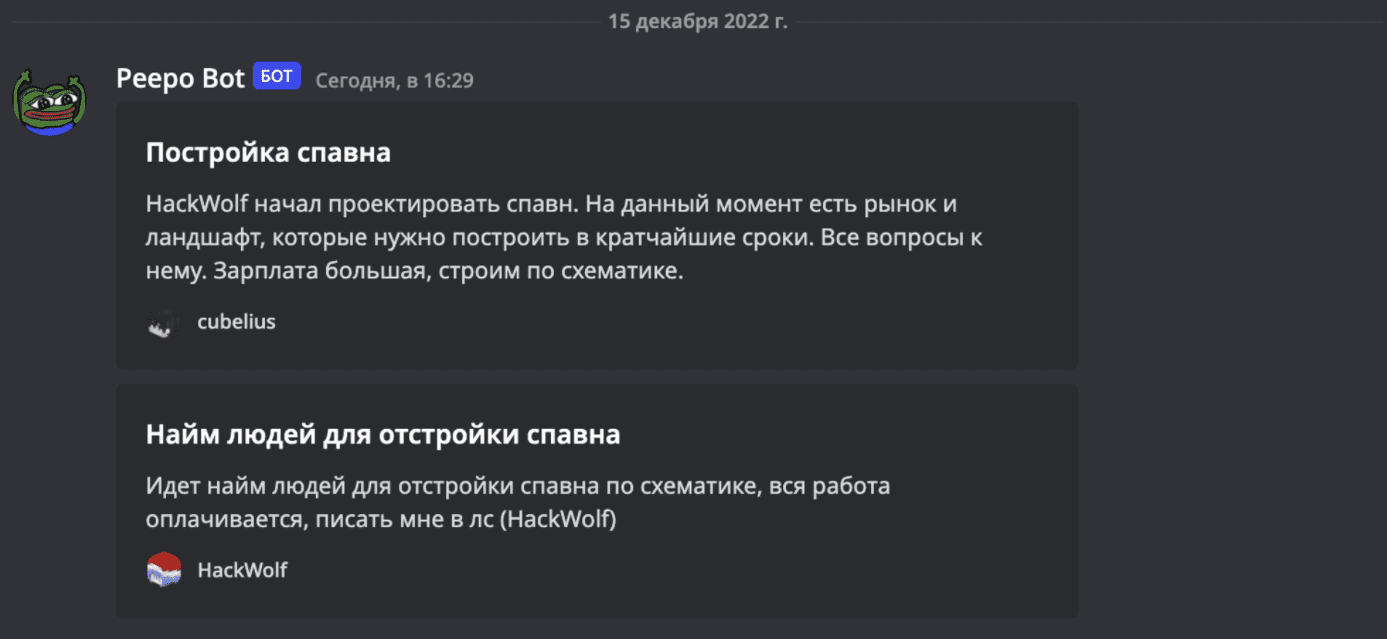 15 декабря 2022 г.
Peepo Bot БОТ Сегодня, в 16:29
Постройка спавна
HackWolf начал проектировать спавн. На данный момент есть рынок и
ландшафт, которые нужно построить в кратчайшие сроки. Все вопросы к
нему. Зарплата большая, строим по схематике.
cubelius
Найм людей для отстройки спавна
Идет найм людей для отстройки спавна по схематике, вся работа
оплачивается, писать мне в лс (HackWolf)
HackWolf